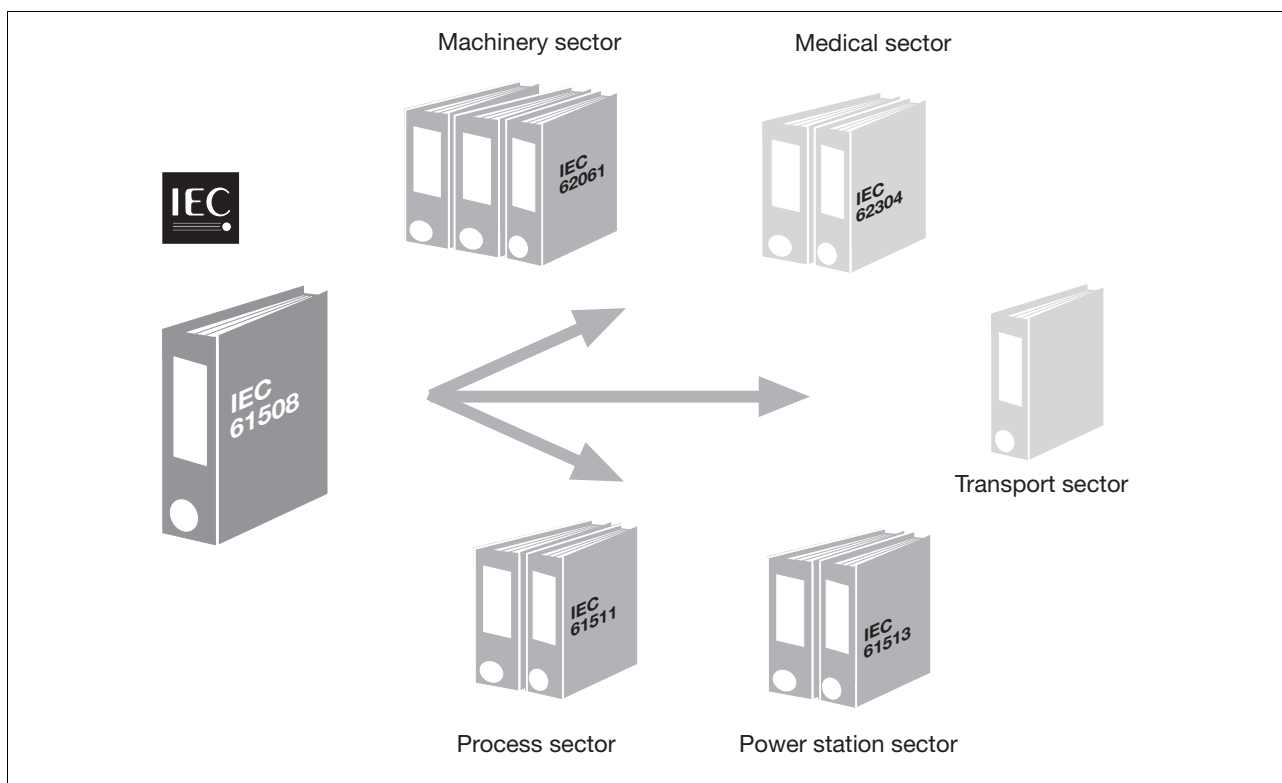 Machinery sector
Medical sector
IEC
62061
IEC
62304
IEC
IEC
61508
Transport sector
IEC
61511
IEC
61513
Process sector
Power station sector